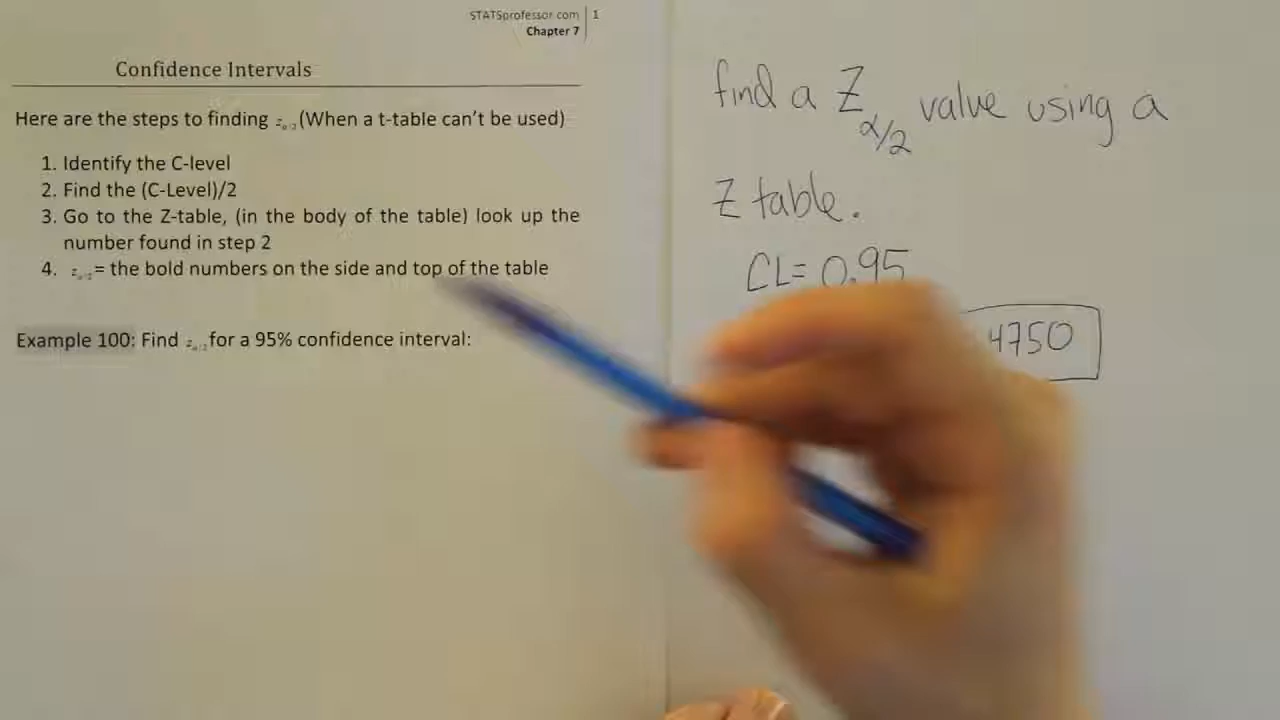 STATSprofessor.com 1
Chapter 7
Confidence Intervals
Here are the steps to finding z α/2 (When a t-table can't be used)
1. Identify the C-level
2. Find the (C-Level)/2
3. Go to the Z-table, (in the body of the table) look up the
number found in step 2
4. z α/2 = the bold numbers on the side and top of the table
Example 100: Find z α/2 for a 95% confidence interval:
find a Z α/2 value using a
Z table.
CL= 0.95
4750